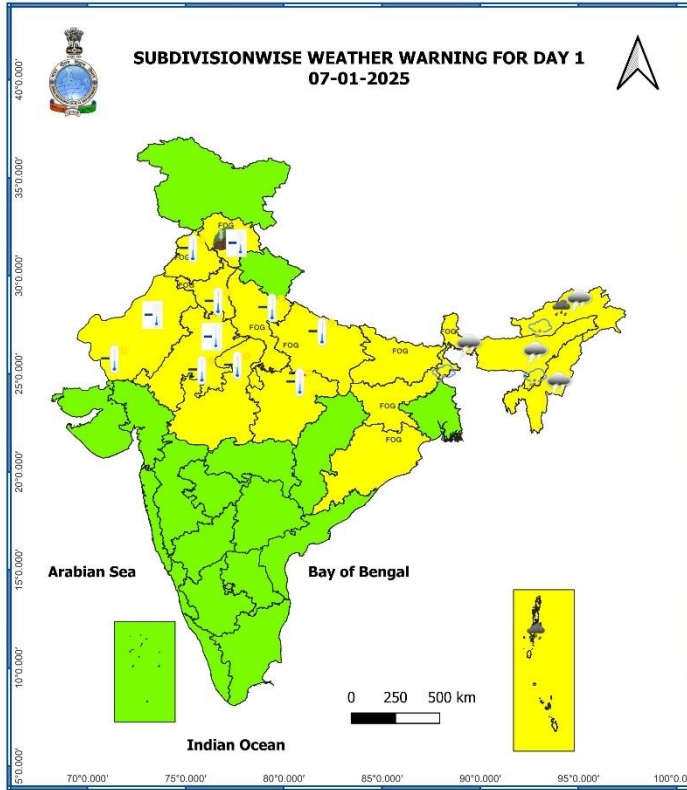 SUBDIVISIONWISE WEATHER WARNING FOR DAY 1
07-01-2025
40°0.000'
35°0.000'
30°0.000'
25°0.000'
20°0.000'
15°0.000'
10°0.000'
5°0.000'
FOG
FOG
FOG
FOG
FOG
FOG
FOG
FOG
FOG
Arabian Sea
Bay of Bengal
0 250 500 km
Indian Ocean
70°0.000' 75°0.000' 80°0.000' 85°0.000' 90°0.000' 95°0.000' 100°0.000'